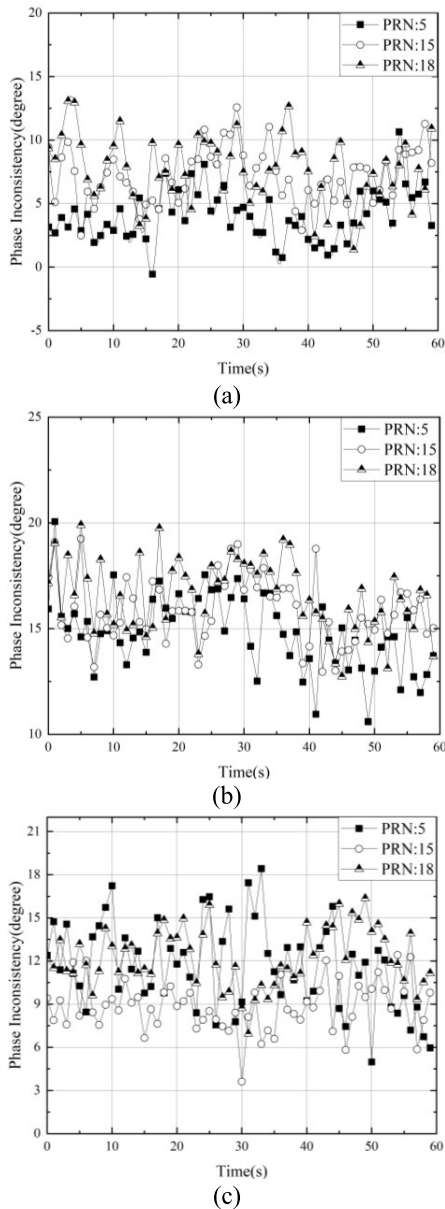 20
15
10
5
0
-5
Phase Inconsistency(degree)
PRN:5
PRN:15
PRN:18
0 10 20 30 40 50 60
Time(s)
(a)
25
20
15
10
Phase Inconsistency(degree)
PRN:5
PRN:15
PRN:18
0 10 20 30 40 50 60
Time(s)
(b)
21
18
15
12
9
6
3
0
Phase Inconsistency(degree)
PRN:5
PRN:15
PRN:18
0 10 20 30 40 50 60
Time(s)
(c)